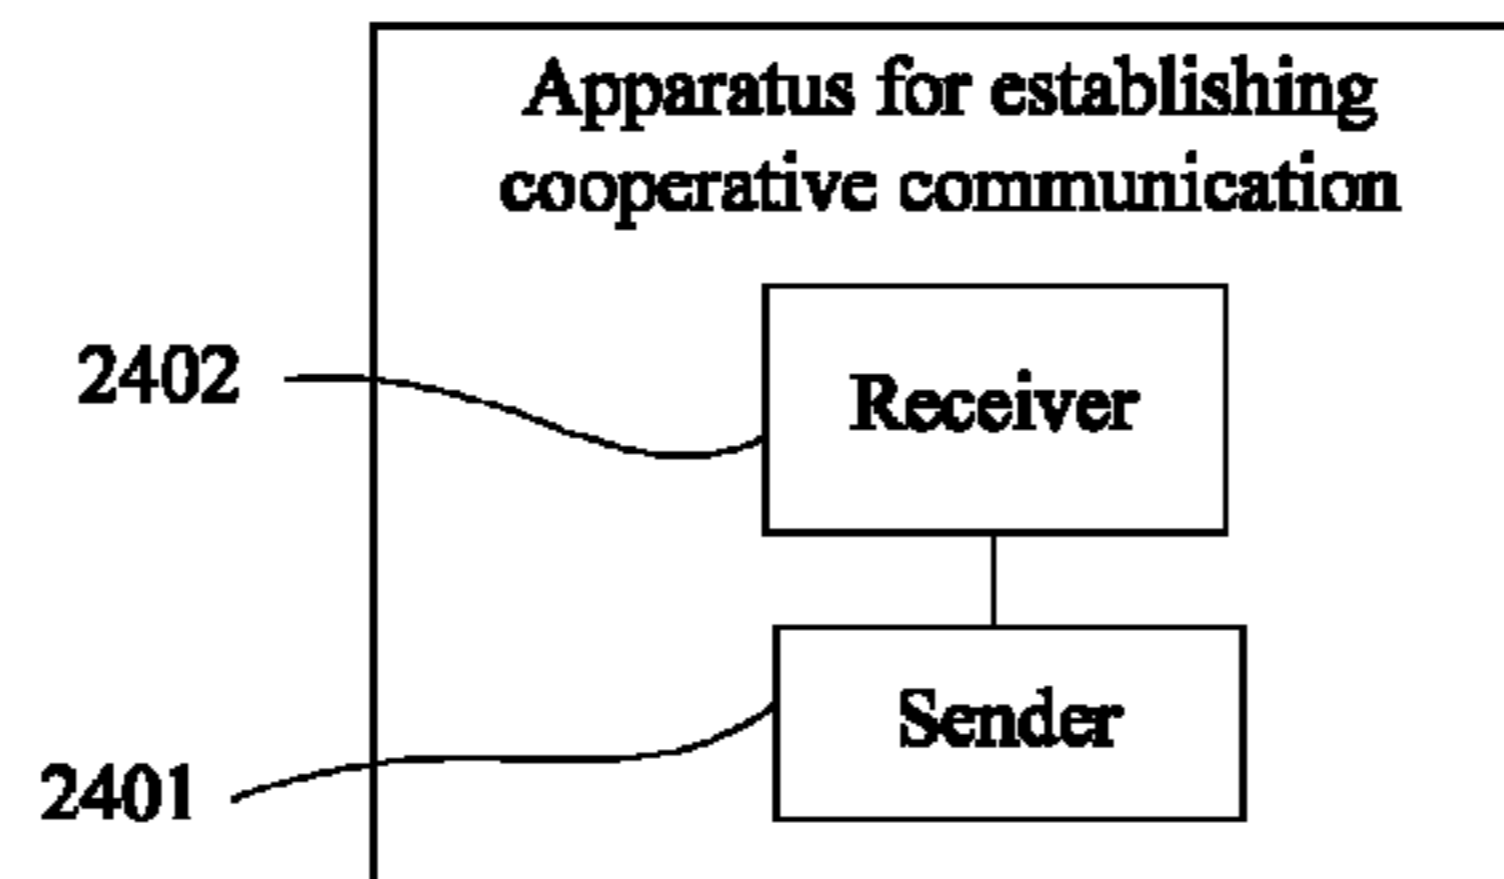 Apparatus for establishing
cooperative communication
2402
Receiver
Sender
2401